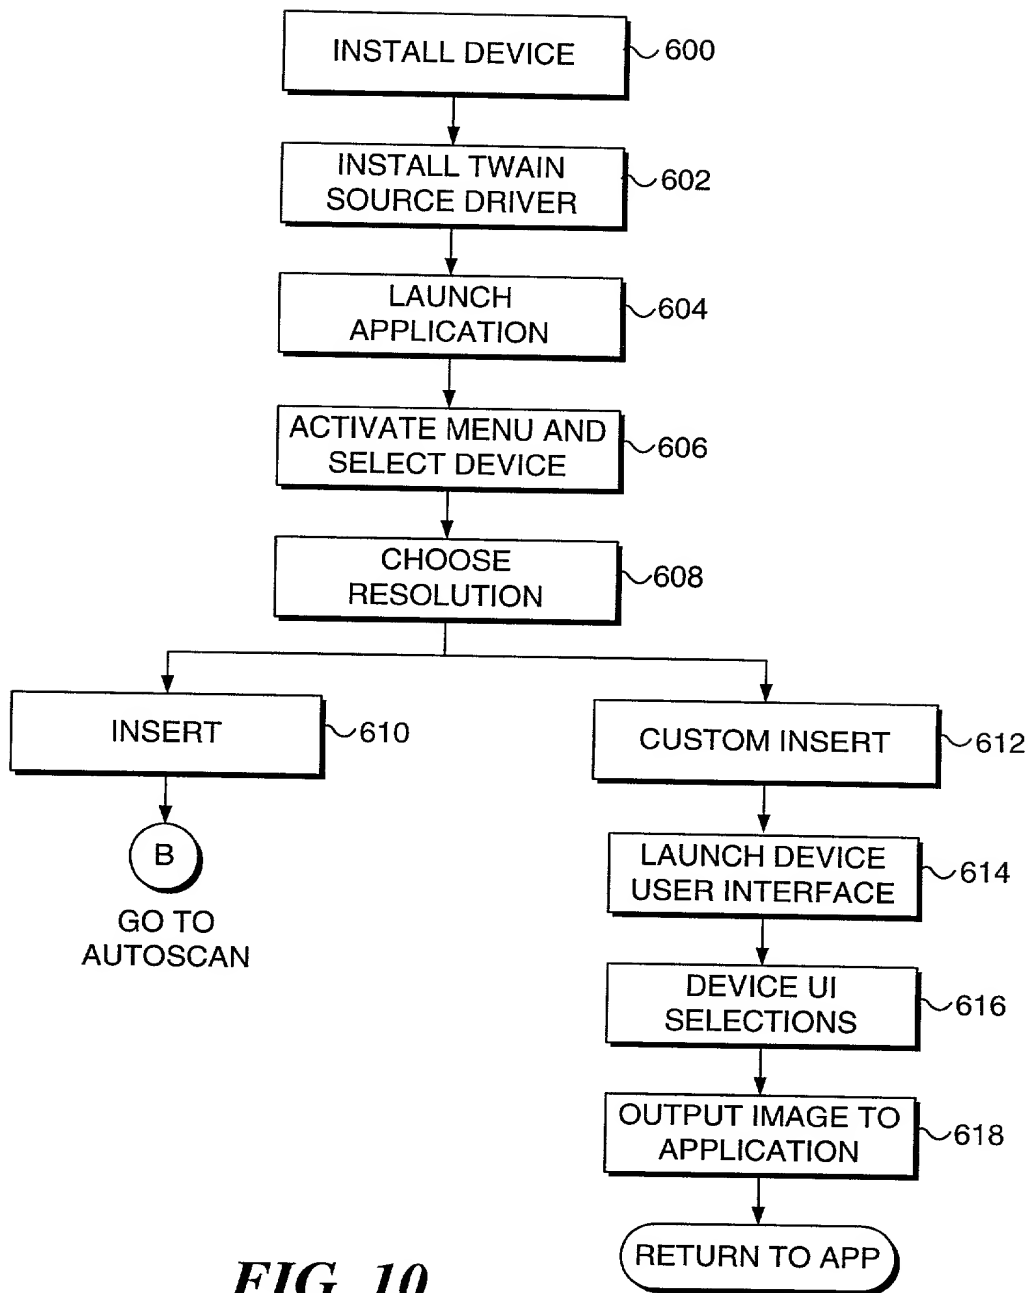 INSTALL DEVICE
600
INSTALL TWAIN
SOURCE DRIVER
602
LAUNCH
APPLICATION
604
ACTIVATE MENU AND
SELECT DEVICE
606
CHOOSE
RESOLUTION
608
INSERT
610
B
GO TO
AUTOSCAN
CUSTOM INSERT
612
LAUNCH DEVICE
USER INTERFACE
614
DEVICE UI
SELECTIONS
616
OUTPUT IMAGE TO
APPLICATION
618
RETURN TO APP
FIG. 10